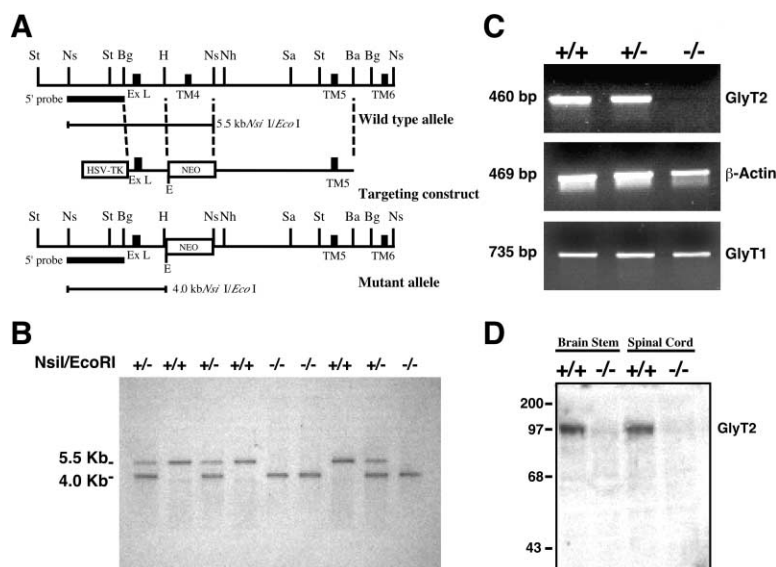 A
St Ns St Bg H Ns Nh Sa St Ba Bg Ns
Ex L TM4 TM5 TM6
5' probe
5.5 kbNsi I/Eco I
Wild type allele
HSV-TK Ex L NEO TM5
E
Targeting construct
St Ns St Bg H Ns Nh Sa St Ba Bg Ns
Ex L NEO TM5 TM6
5' probe E
4.0 kbNsi I/Eco I
Mutant allele
B
NsiI/EcoRI +/- +/+ +/- +/+ -/- -/- +/+ +/- -/-
5.5 Kb-
4.0 Kb-
C
+/+ +/- -/-
460 bp GlyT2
469 bp β-Actin
735 bp GlyT1
D
Brain Stem Spinal Cord
+/+ -/- +/+ -/-
200
97 GlyT2
68
43